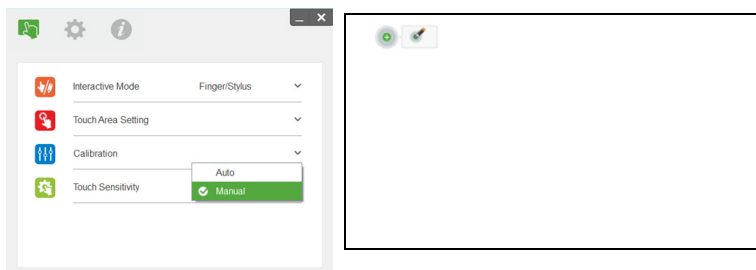 Interactive Mode Finger/Stylus
Touch Area Setting
Calibration
Auto
Touch Sensitivity Manual